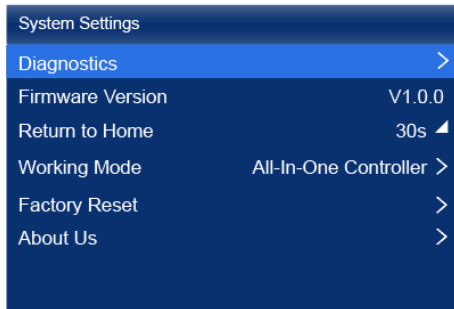 System Settings
Diagnostics >
Firmware Version V1.0.0
Return to Home 30s
Working Mode All-In-One Controller >
Factory Reset >
About Us >